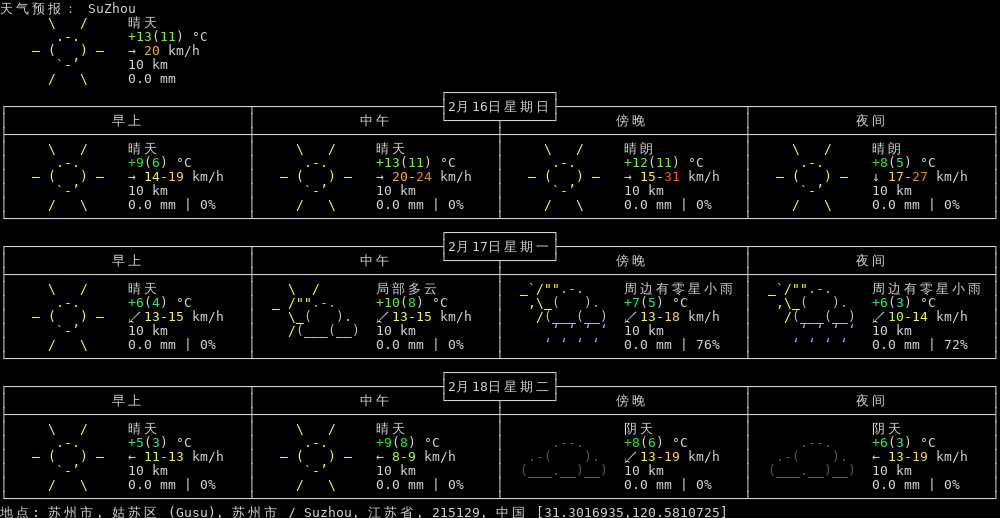 天气预报: SuZhou
晴天
+13(11) °C
→ 20 km/h
10 km
0.0 mm
2月16日星期日
早上 中午 傍晚 夜间
晴天 晴天 晴朗 晴朗
+9(6) °C +13(11) °C +12(11) °C +8(5) °C
→ 14-19 km/h → 20-24 km/h → 15-31 km/h ↓ 17-27 km/h
10 km 10 km 10 km 10 km
0.0 mm | 0% 0.0 mm | 0% 0.0 mm | 0% 0.0 mm | 0%
2月17日星期一
早上 中午 傍晚 夜间
晴天 局部多云 周边有零星小雨 周边有零星小雨
+6(4) °C +10(8) °C +7(5) °C +6(3) °C
↙ 13-15 km/h ↙ 13-15 km/h ↙ 13-18 km/h ↙ 10-14 km/h
10 km 10 km 10 km 10 km
0.0 mm | 0% 0.0 mm | 0% 0.0 mm | 76% 0.0 mm | 72%
2月18日星期二
早上 中午 傍晚 夜间
晴天 晴天 阴天 阴天
+5(3) °C +9(8) °C +8(6) °C +6(3) °C
← 11-13 km/h ← 8-9 km/h ↙ 13-19 km/h ← 13-19 km/h
10 km 10 km 10 km 10 km
0.0 mm | 0% 0.0 mm | 0% 0.0 mm | 0% 0.0 mm | 0%
地点: 苏州市, 姑苏区 (Gusu), 苏州市 / Suzhou, 江苏省, 215129, 中国 [31.3016935,120.5810725]